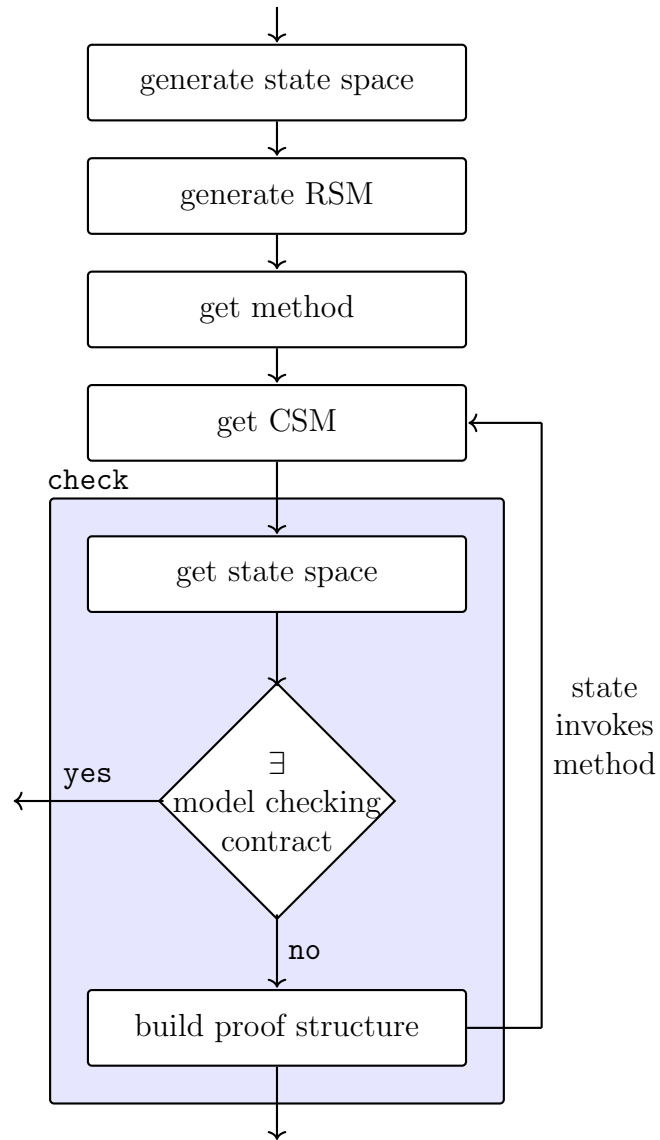 generate state space
generate RSM
get method
get CSM
check
get state space
state
invokes
method
∃
yes
model checking
contract
no
build proof structure